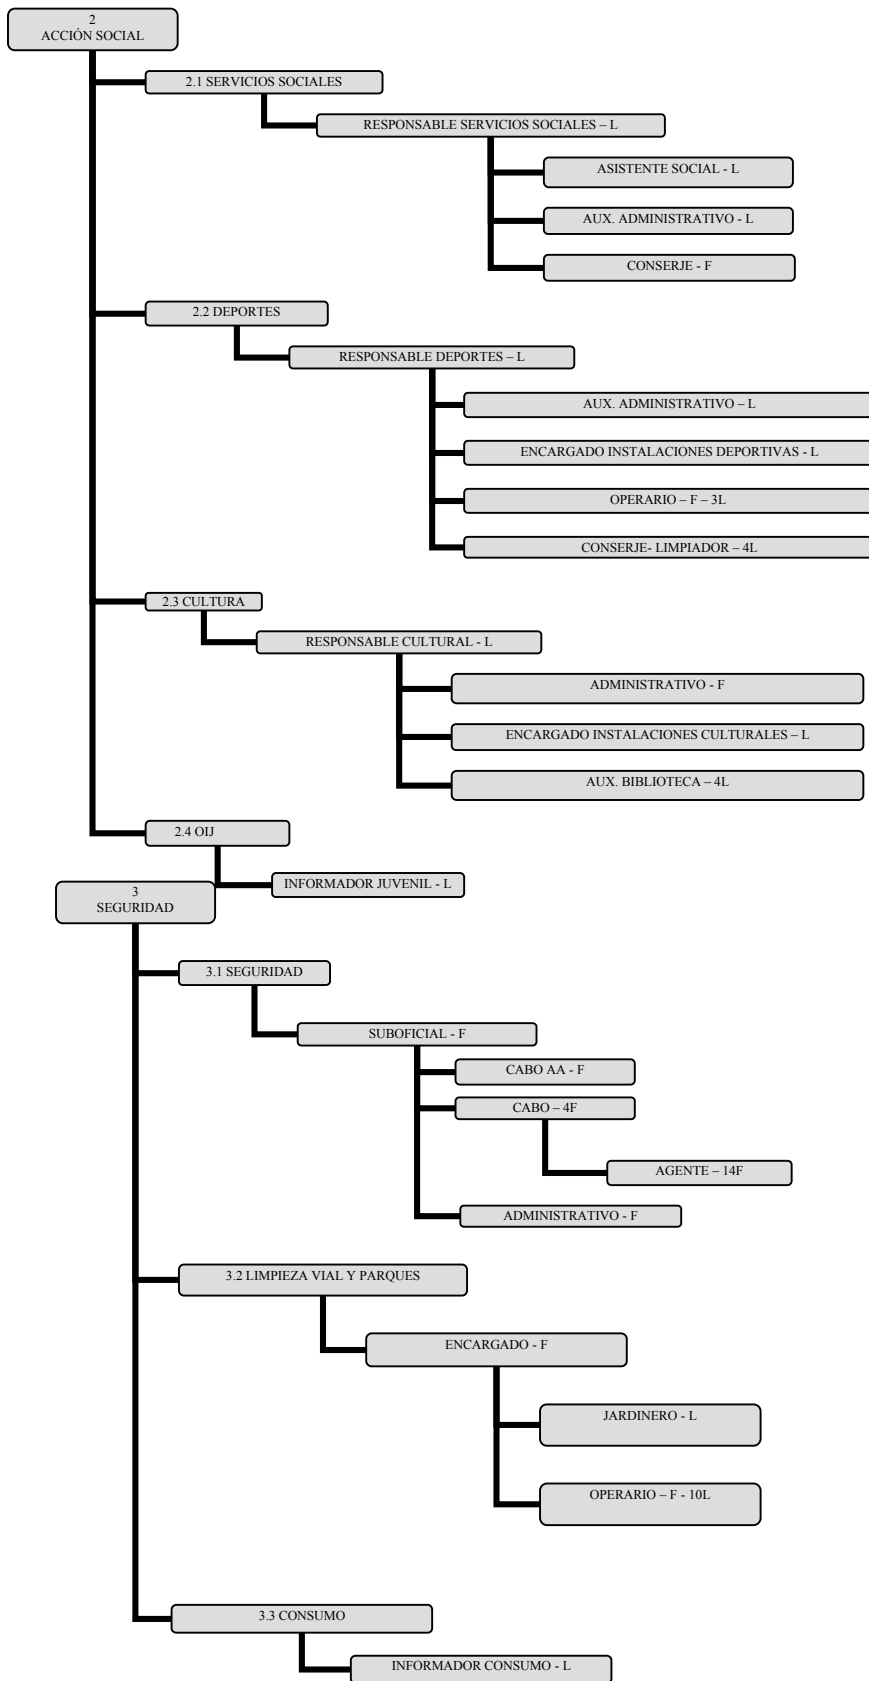 2
ACCIÓN SOCIAL
2.1 SERVICIOS SOCIALES
RESPONSABLE SERVICIOS SOCIALES – L
ASISTENTE SOCIAL - L
AUX. ADMINISTRATIVO - L
CONSERJE - F
2.2 DEPORTES
RESPONSABLE DEPORTES – L
AUX. ADMINISTRATIVO – L
ENCARGADO INSTALACIONES DEPORTIVAS - L
OPERARIO – F – 3L
CONSERJE- LIMPIADOR – 4L
2.3 CULTURA
RESPONSABLE CULTURAL - L
ADMINISTRATIVO - F
ENCARGADO INSTALACIONES CULTURALES – L
AUX. BIBLIOTECA – 4L
2.4 OIJ
INFORMADOR JUVENIL - L
3
SEGURIDAD
3.1 SEGURIDAD
SUBOFICIAL - F
CABO AA - F
CABO – 4F
AGENTE – 14F
ADMINISTRATIVO - F
3.2 LIMPIEZA VIAL Y PARQUES
ENCARGADO - F
JARDINERO - L
OPERARIO – F - 10L
3.3 CONSUMO
INFORMADOR CONSUMO - L